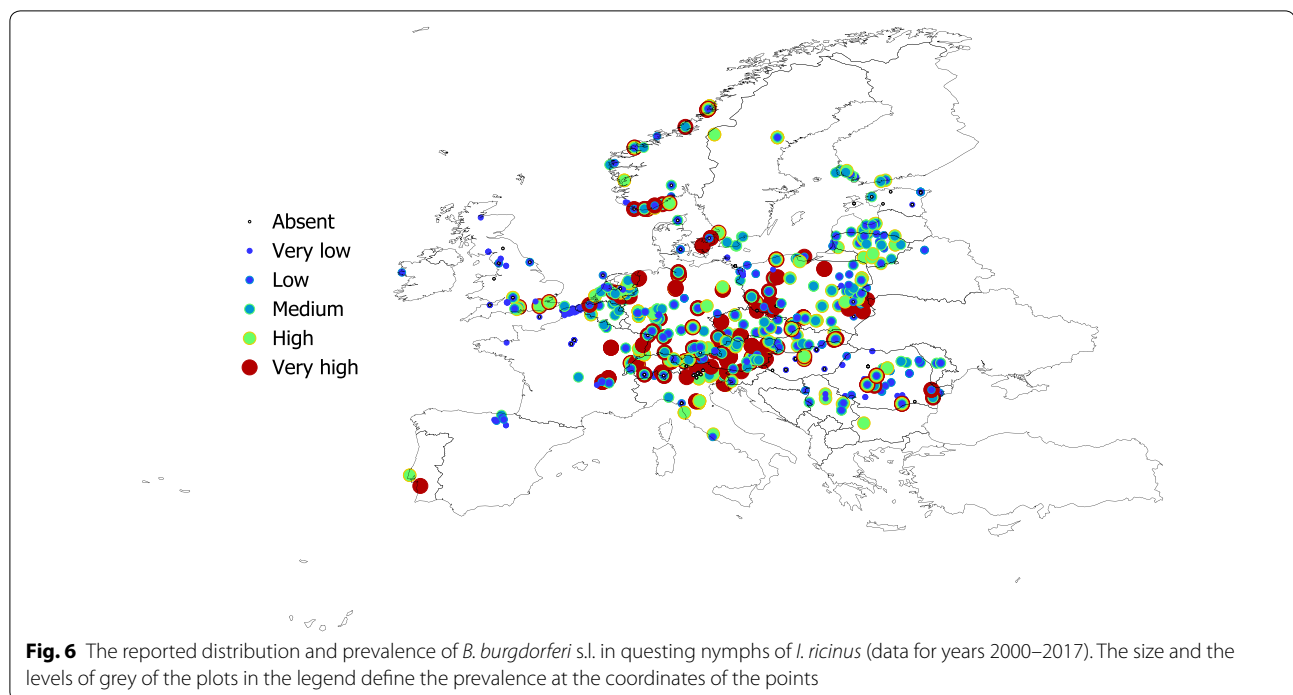 Absent
Very low
Low
Medium
High
Very high
Fig. 6 The reported distribution and prevalence of B. burgdorferi s.l. in questing nymphs of I. ricinus (data for years 2000–2017). The size and the
levels of grey of the plots in the legend define the prevalence at the coordinates of the points